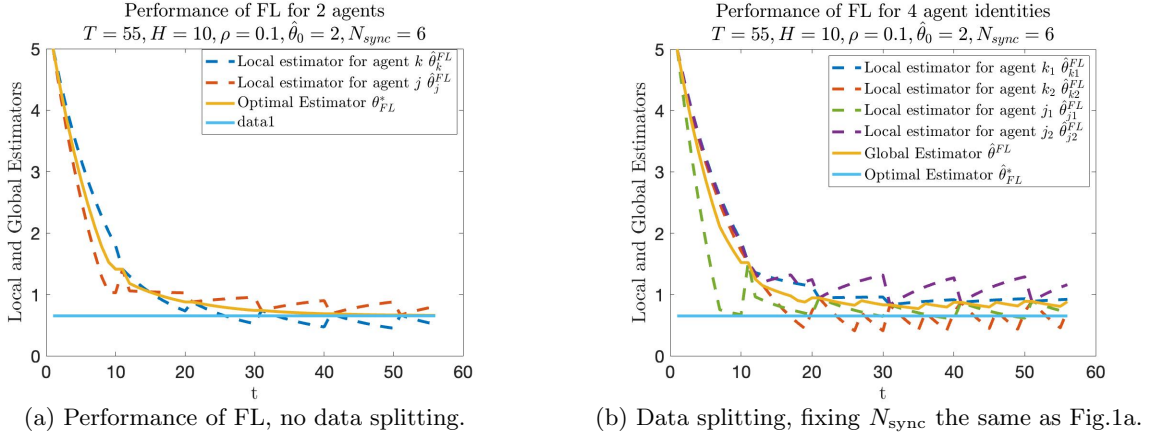 Performance of FL for 2 agents
T = 55, H = 10, ρ = 0.1, θ̂₀ = 2, N_sync = 6
Local and Global Estimators
5
4
3
2
1
0
Local estimator for agent k θ̂_k^FL
Local estimator for agent j θ̂_j^FL
Optimal Estimator θ*_FL
data1
0 10 20 30 40 50 60
t
(a) Performance of FL, no data splitting.
Performance of FL for 4 agent identities
T = 55, H = 10, ρ = 0.1, θ̂₀ = 2, N_sync = 6
Local and Global Estimators
5
4
3
2
1
0
Local estimator for agent k₁ θ̂_k1^FL
Local estimator for agent k₂ θ̂_k2^FL
Local estimator for agent j₁ θ̂_j1^FL
Local estimator for agent j₂ θ̂_j2^FL
Global Estimator θ̂^FL
Optimal Estimator θ̂*_FL
0 10 20 30 40 50 60
t
(b) Data splitting, fixing N_sync the same as Fig.1a.